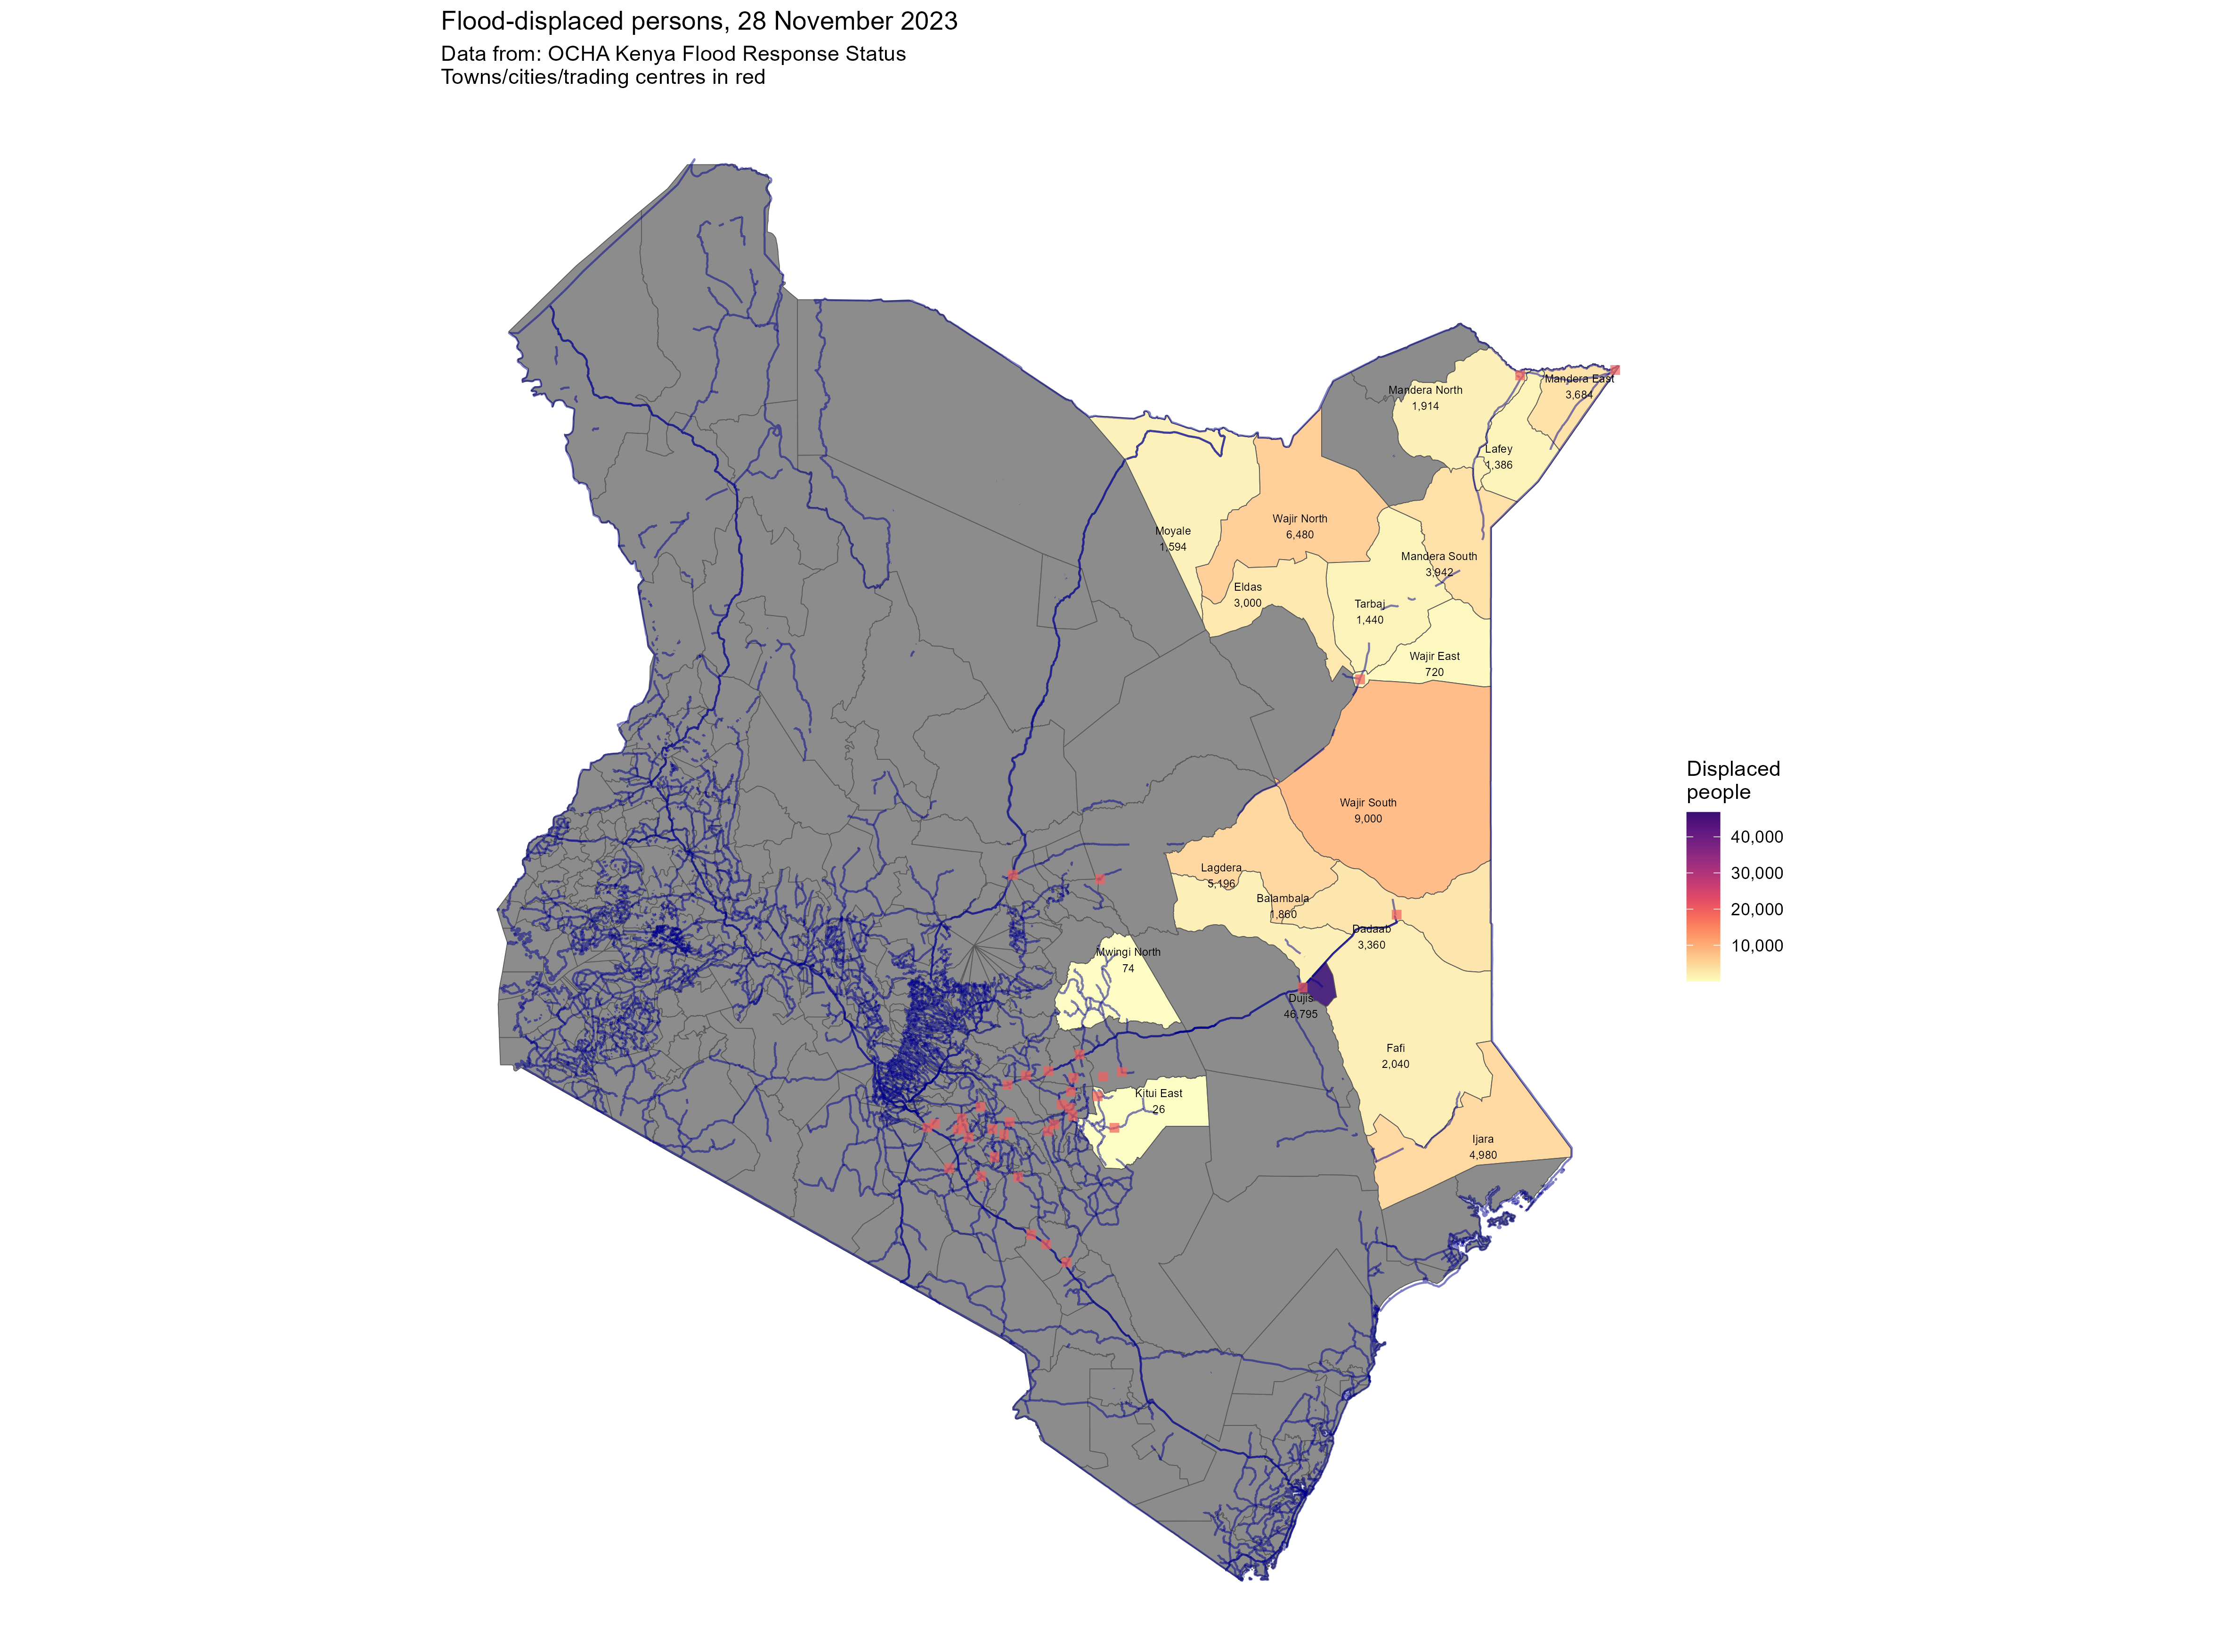 Flood-displaced persons, 28 November 2023
Data from: OCHA Kenya Flood Response Status
Towns/cities/trading centres in red
Mandera North
1,914
Mandera East
3,684
Lafey
1,386
Moyale
1,594
Wajir North
6,480
Mandera South
3,942
Eldas
3,000
Tarbaj
1,440
Wajir East
720
Wajir South
9,000
Lagdera
5,196
Balambala
1,860
Dadaab
3,360
Mwingi North
74
Dujis
46,795
Fafi
2,040
Kitui East
26
Ijara
4,980
Displaced
people
40,000
30,000
20,000
10,000